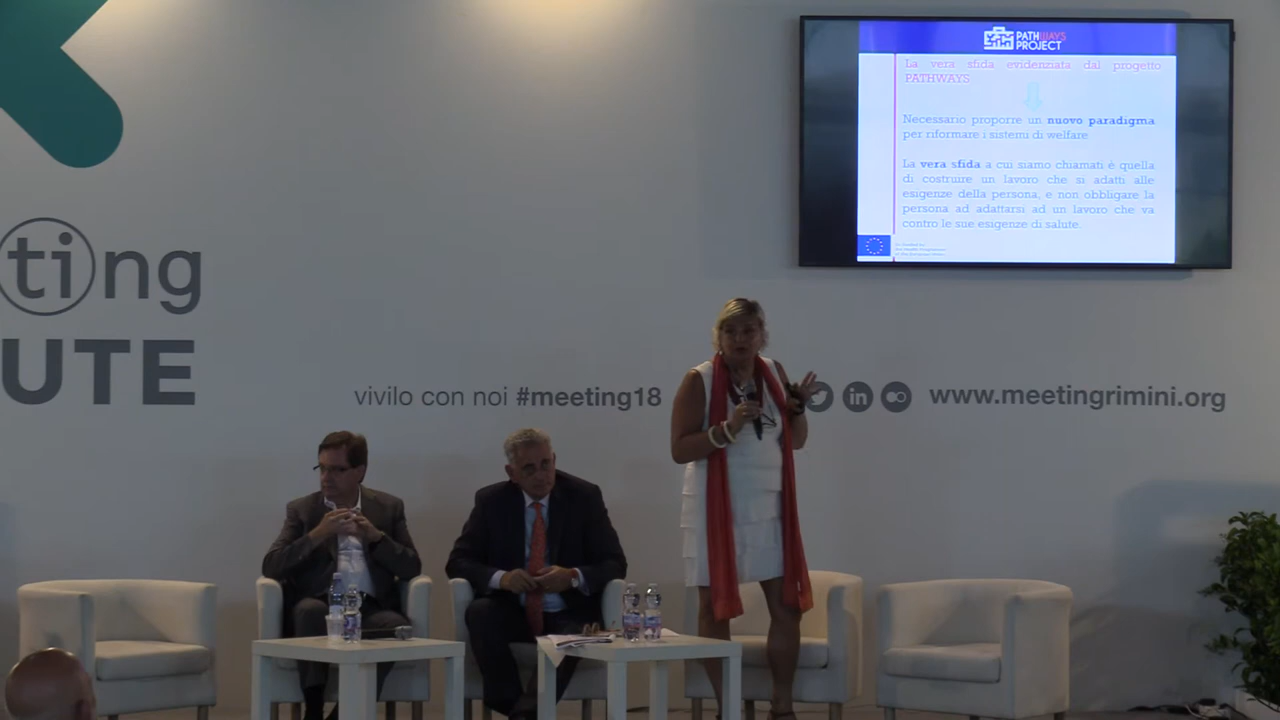 PATHWAYS
PROJECT
La vera sfida evidenziata dal progetto
PATHWAYS
Necessario proporre un nuovo paradigma
per riformare i sistemi di welfare
La vera sfida a cui siamo chiamati è quella
di costruire un lavoro che si adatti alle
esigenze della persona, e non obbligare la
persona ad adattarsi ad un lavoro che va
contro le sue esigenze di salute.
ting
UTE
vivilo con noi #meeting18
in
www.meetingrimini.org